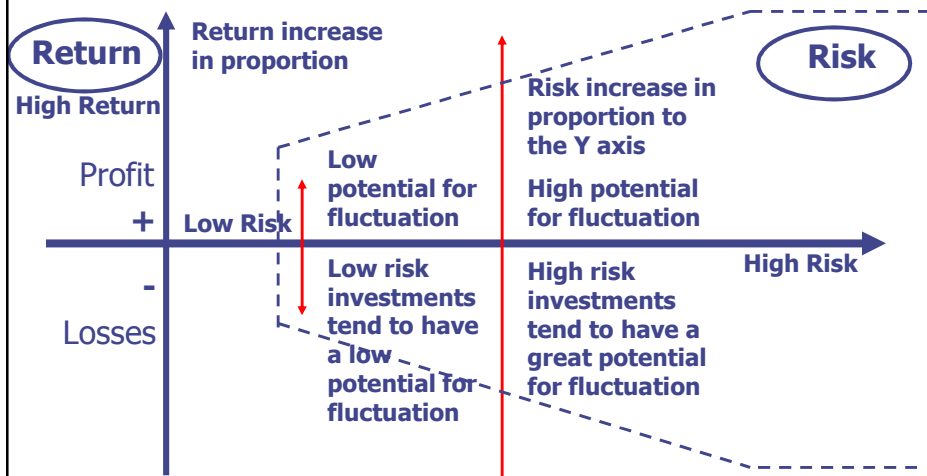 Return
High Return
Return increase
in proportion
Risk
Risk increase in
proportion to
the Y axis
Profit
+
Low Risk
Low
potential for
fluctuation
High potential
for fluctuation
High Risk
-
Losses
Low risk
investments
tend to have
a low
potential for
fluctuation
High risk
investments
tend to have a
great potential
for fluctuation